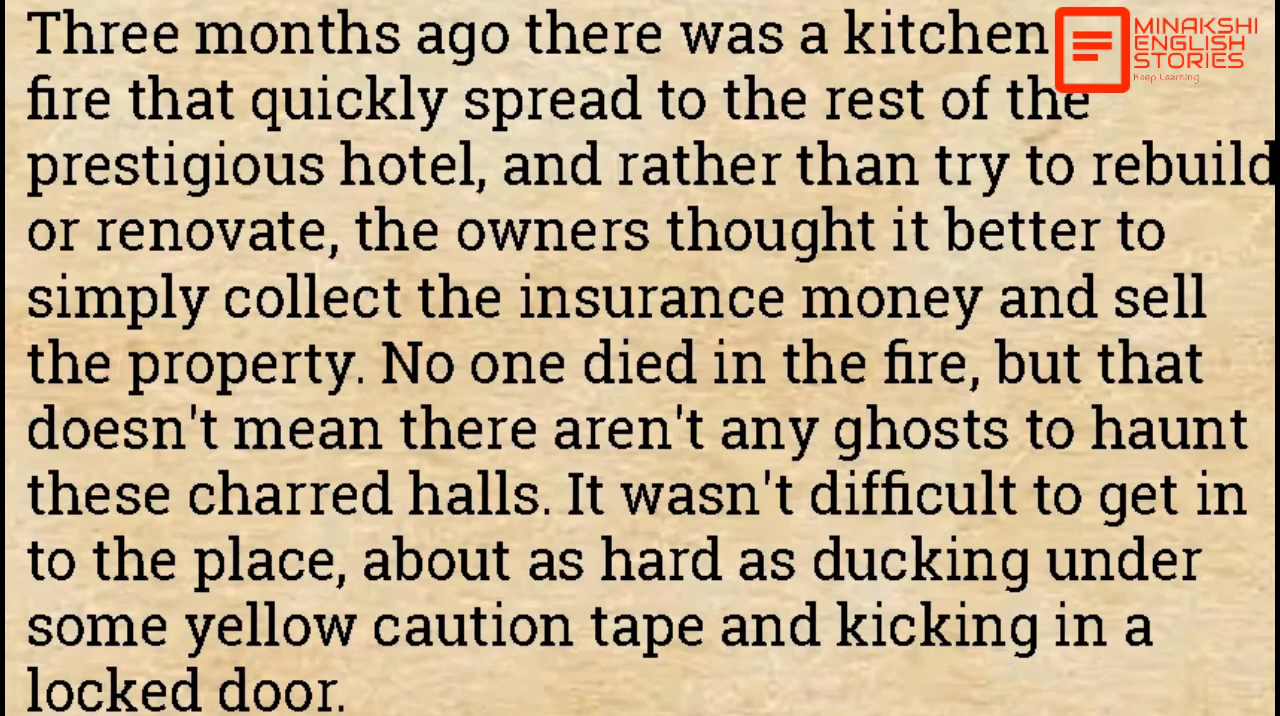 Three months ago there was a kitchen
MINAKSHI
ENGLISH
STORIES
Keep Learning
fire that quickly spread to the rest of the
prestigious hotel, and rather than try to rebuild
or renovate, the owners thought it better to
simply collect the insurance money and sell
the property. No one died in the fire, but that
doesn't mean there aren't any ghosts to haunt
these charred halls. It wasn't difficult to get in
to the place, about as hard as ducking under
some yellow caution tape and kicking in a
locked door.